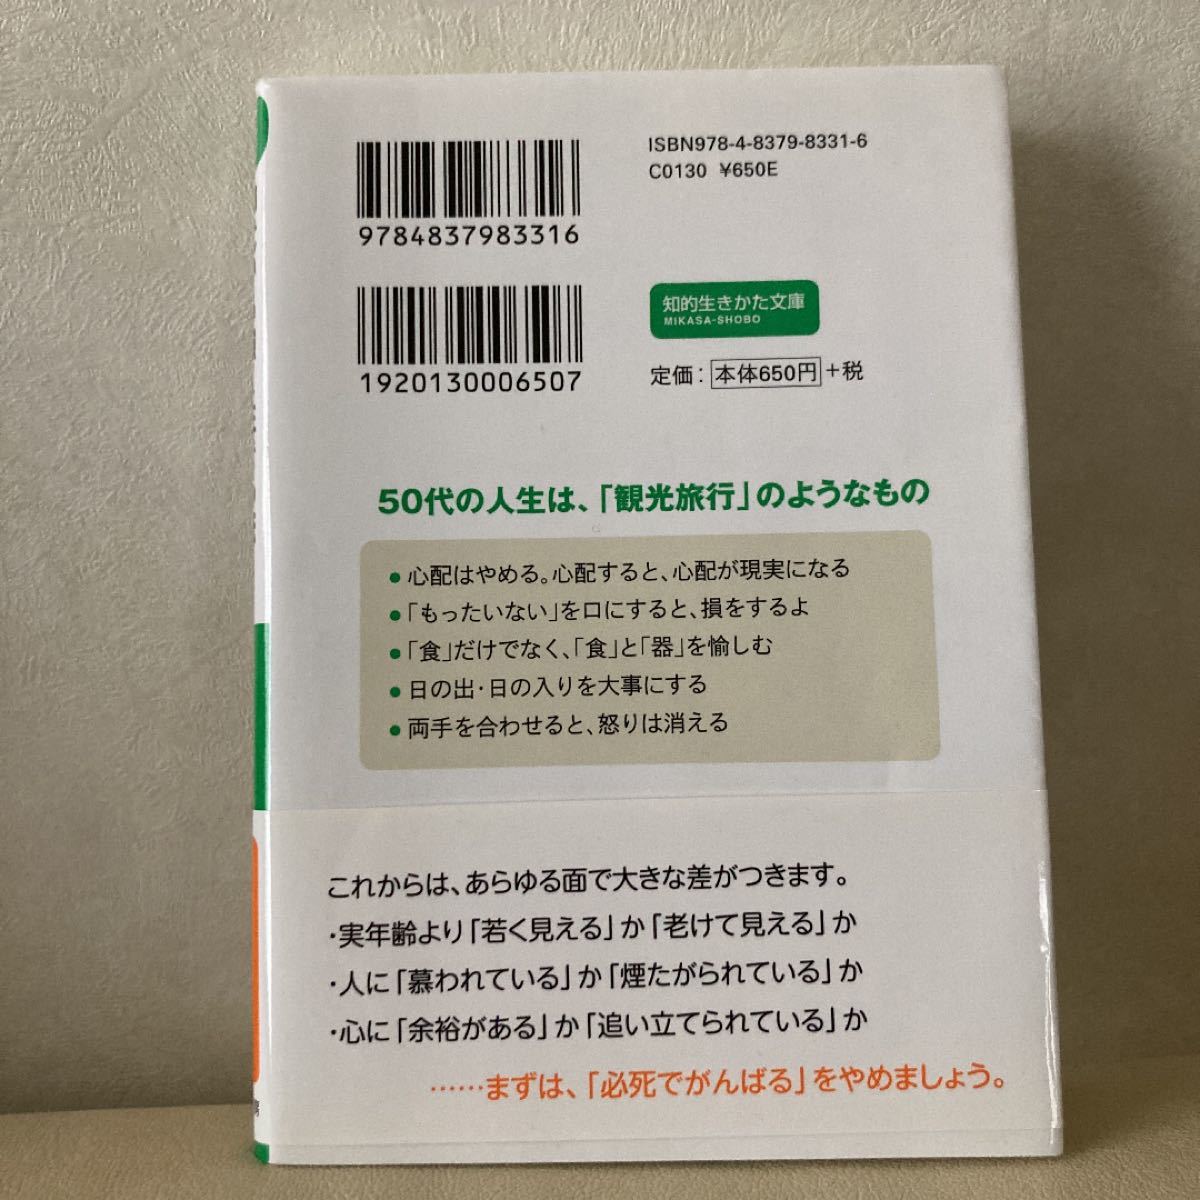 ISBN978-4-8379-8331-6
C0130 ¥650E
9784837983316
知的生きかた文庫
MIKASA-SHOBO
1920130006507
定価：本体650円+税
50代の人生は、「観光旅行」のようなもの
●心配はやめる。心配すると、心配が現実になる
●「もったいない」を口にすると、損をするよ
●「食」だけでなく、「食」と「器」を愉しむ
●日の出・日の入りを大事にする
●両手を合わせると、怒りは消える
これからは、あらゆる面で大きな差がつきます。
・実年齢より「若く見える」か「老けて見える」か
・人に「慕われている」か「煙たがられている」か
・心に「余裕がある」か「追い立てられている」か
……まずは、「必死でがんばる」をやめましょう。